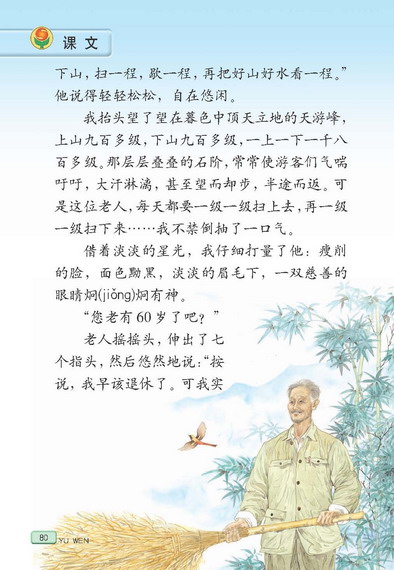 课文
下山，扫一程，歇一程，再把好山好水看一程。”
他说得轻轻松松，自在悠闲。
我抬头望了望在暮色中顶天立地的天游峰，
上山九百多级，下山九百多级，一上一下一千八
百多级。那层层叠叠的石阶，常常使游客们气喘
吁吁，大汗淋漓，甚至望而却步，半途而返。可
是这位老人，每天都要一级一级扫上去，再一级
一级扫下来……我不禁倒抽了一口气。
借着淡淡的星光，我仔细打量了他：瘦削
的脸，面色黝黑，淡淡的眉毛下，一双慈善的
眼睛炯(jiǒng)炯有神。
“您老有60岁了吧？”
老人摇摇头，伸出了七
个指头，然后悠然地说：“按
说，我早该退休了。可我实
80
YU WEN